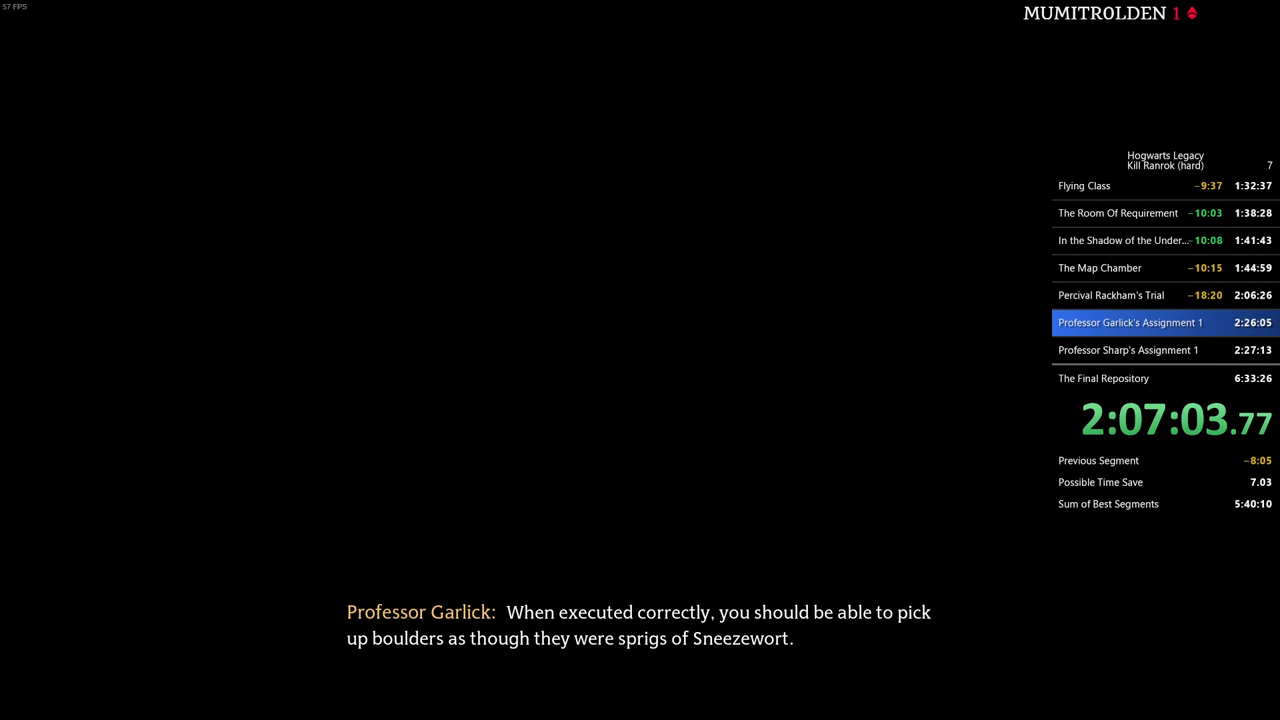 57 FPS
MUMITR0LDEN 1
Hogwarts Legacy
Kill Ranrok (hard) 7
Flying Class −9:37 1:32:37
The Room Of Requirement −10:03 1:38:28
In the Shadow of the Under... −10:08 1:41:43
The Map Chamber −10:15 1:44:59
Percival Rackham's Trial −18:20 2:06:26
Professor Garlick's Assignment 1 2:26:05
Professor Sharp's Assignment 1 2:27:13
The Final Repository 6:33:26
2:07:03.77
Previous Segment −8:05
Possible Time Save 7.03
Sum of Best Segments 5:40:10
Professor Garlick: When executed correctly, you should be able to pick
up boulders as though they were sprigs of Sneezewort.